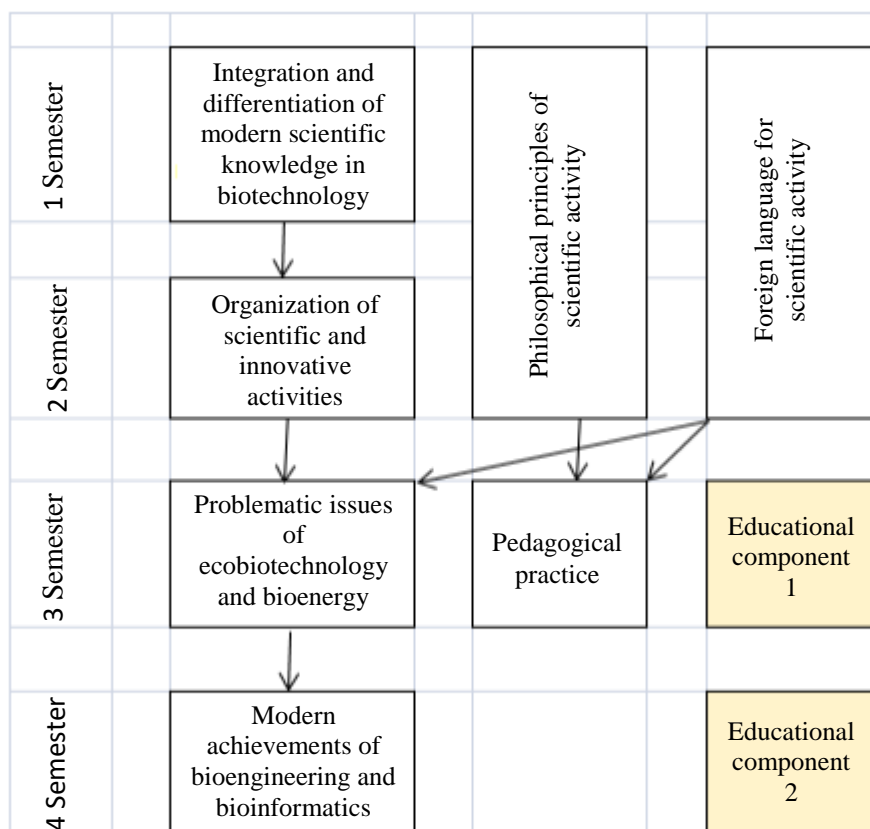 1 Semester
Integration and
differentiation of
modern scientific
knowledge in
biotechnology
Philosophical principles of
scientific activity
Foreign language for
scientific activity
2 Semester
Organization of
scientific and
innovative
activities
3 Semester
Problematic issues
of
ecobiotechnology
and bioenergy
Pedagogical
practice
Educational
component
1
4 Semester
Modern
achievements of
bioengineering and
bioinformatics
Educational
component
2